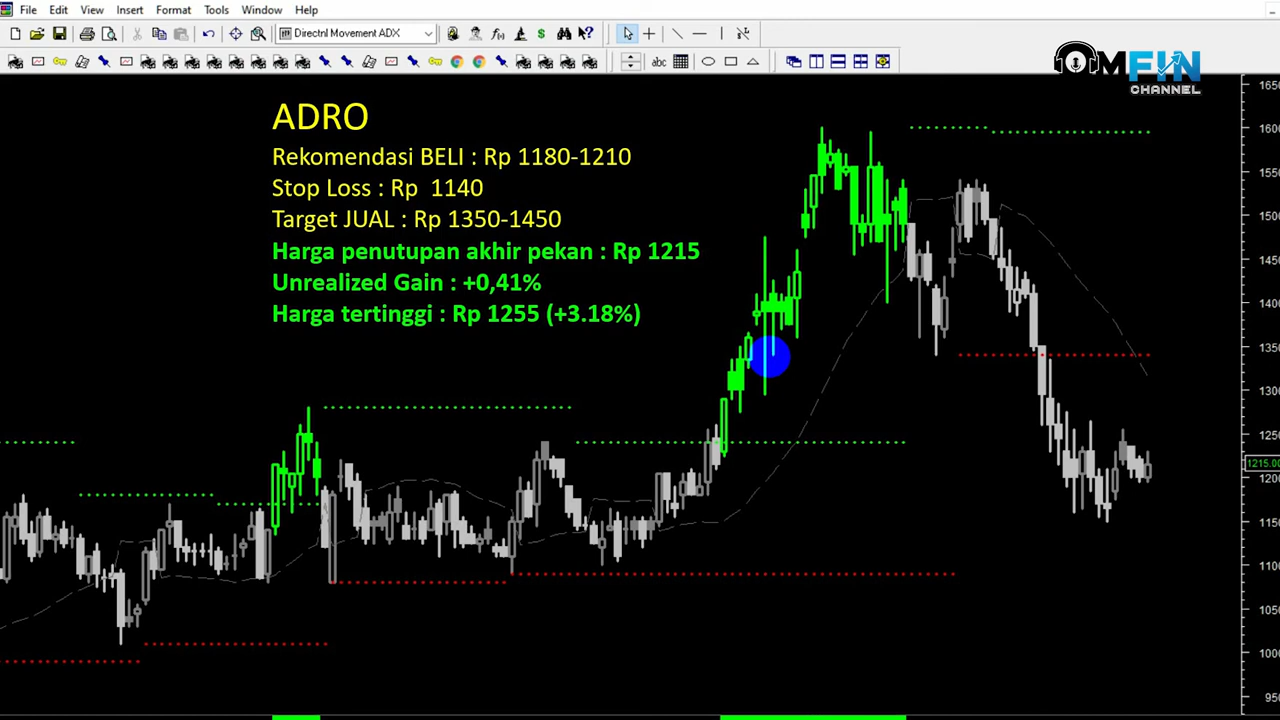 File Edit View Insert Format Tools Window Help
Directnl Movement ADX
abc
OMFIN
CHANNEL
ADRO
Rekomendasi BELI : Rp 1180-1210
Stop Loss : Rp 1140
Target JUAL : Rp 1350-1450
Harga penutupan akhir pekan : Rp 1215
Unrealized Gain : +0,41%
Harga tertinggi : Rp 1255 (+3.18%)
1650
1600
1550
1500
1450
1400
1350
1300
1250
1215.00
1200
1150
1100
1050
1000
950